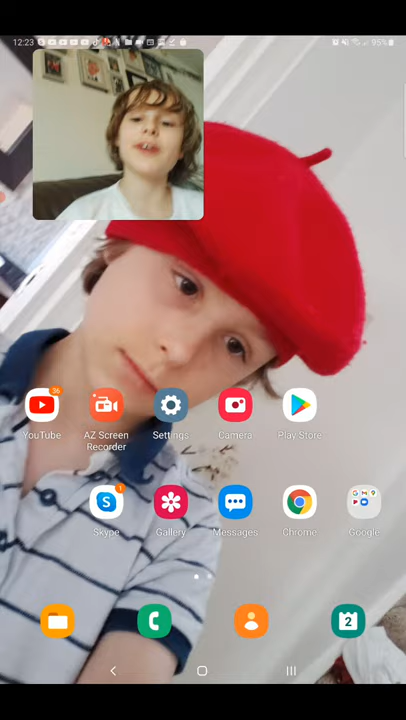 12:23
95%
36
YouTube
AZ Screen
Recorder
Settings
Camera
Play Store
1
S
Skype
Gallery
Messages
Chrome
Google
2